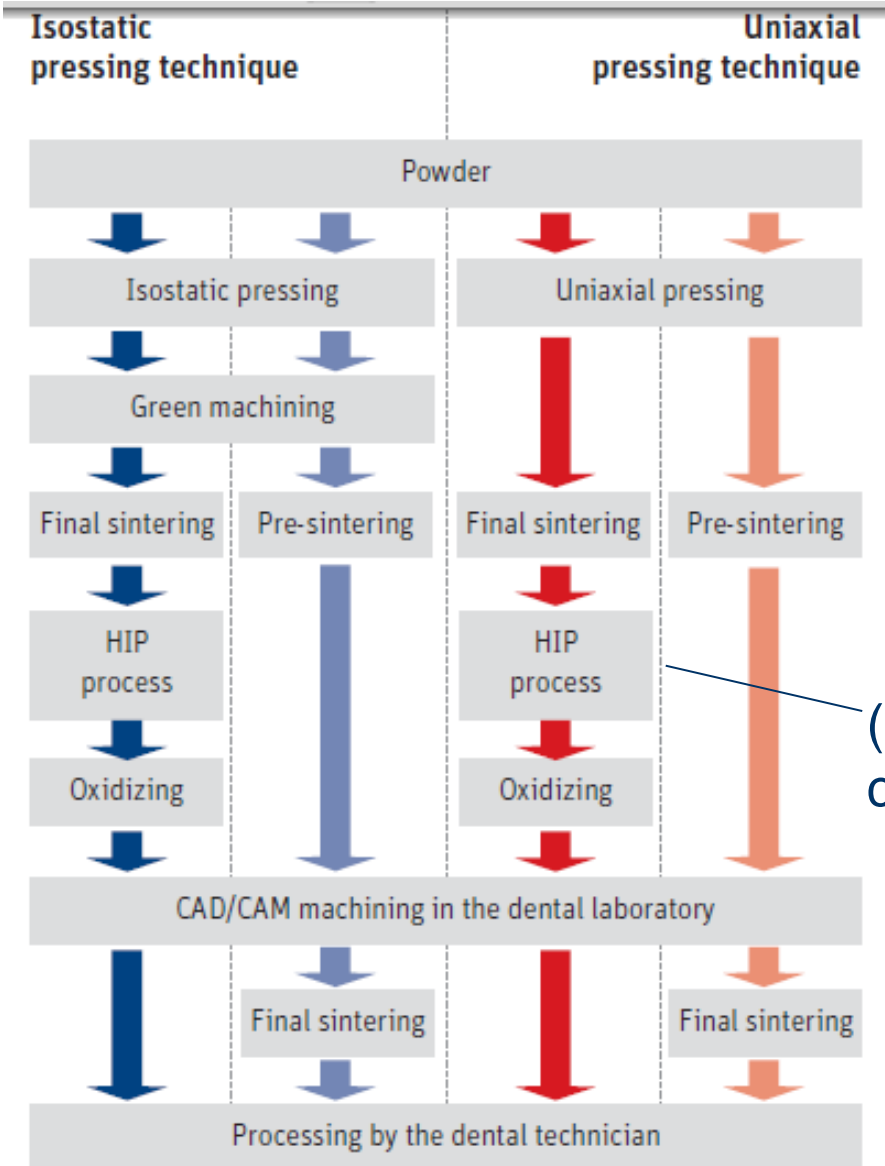 Isostatic
pressing technique
Uniaxial
pressing technique
Powder
Isostatic pressing
Uniaxial pressing
Green machining
Final sintering
Pre-sintering
Final sintering
Pre-sintering
HIP
process
HIP
process
(
Oxidizing
Oxidizing
CAD/CAM machining in the dental laboratory
Final sintering
Final sintering
Processing by the dental technician